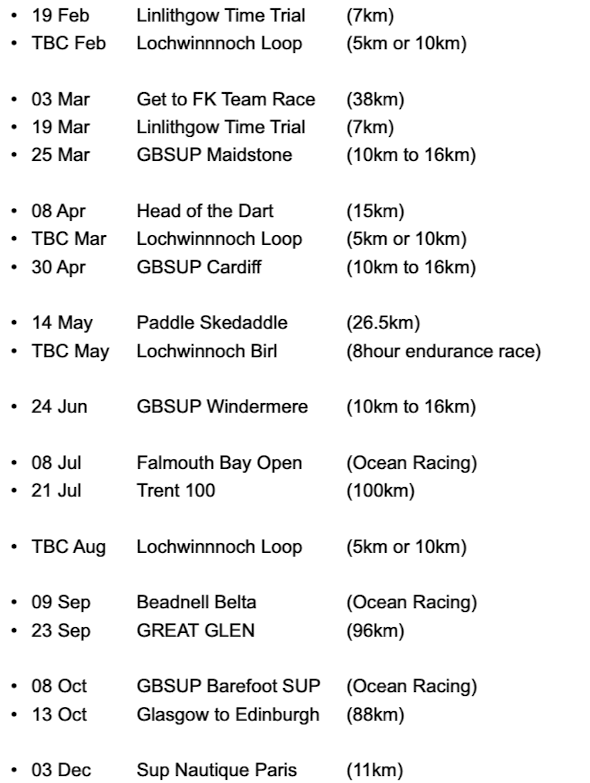 • 19 Feb Linlithgow Time Trial (7km)
• TBC Feb Lochwinnnoch Loop (5km or 10km)
• 03 Mar Get to FK Team Race (38km)
• 19 Mar Linlithgow Time Trial (7km)
• 25 Mar GBSUP Maidstone (10km to 16km)
• 08 Apr Head of the Dart (15km)
• TBC Mar Lochwinnnoch Loop (5km or 10km)
• 30 Apr GBSUP Cardiff (10km to 16km)
• 14 May Paddle Skedaddle (26.5km)
• TBC May Lochwinnoch Birl (8hour endurance race)
• 24 Jun GBSUP Windermere (10km to 16km)
• 08 Jul Falmouth Bay Open (Ocean Racing)
• 21 Jul Trent 100 (100km)
• TBC Aug Lochwinnnoch Loop (5km or 10km)
• 09 Sep Beadnell Belta (Ocean Racing)
• 23 Sep GREAT GLEN (96km)
• 08 Oct GBSUP Barefoot SUP (Ocean Racing)
• 13 Oct Glasgow to Edinburgh (88km)
• 03 Dec Sup Nautique Paris (11km)